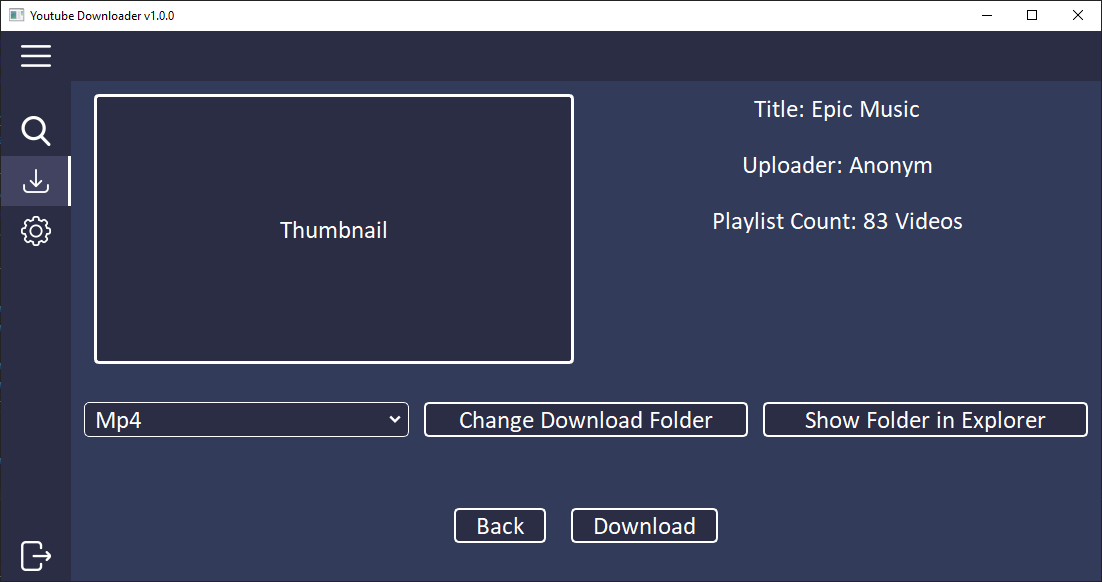 Youtube Downloader v1.0.0
Thumbnail
Title: Epic Music
Uploader: Anonym
Playlist Count: 83 Videos
Mp4
Change Download Folder
Show Folder in Explorer
Back
Download